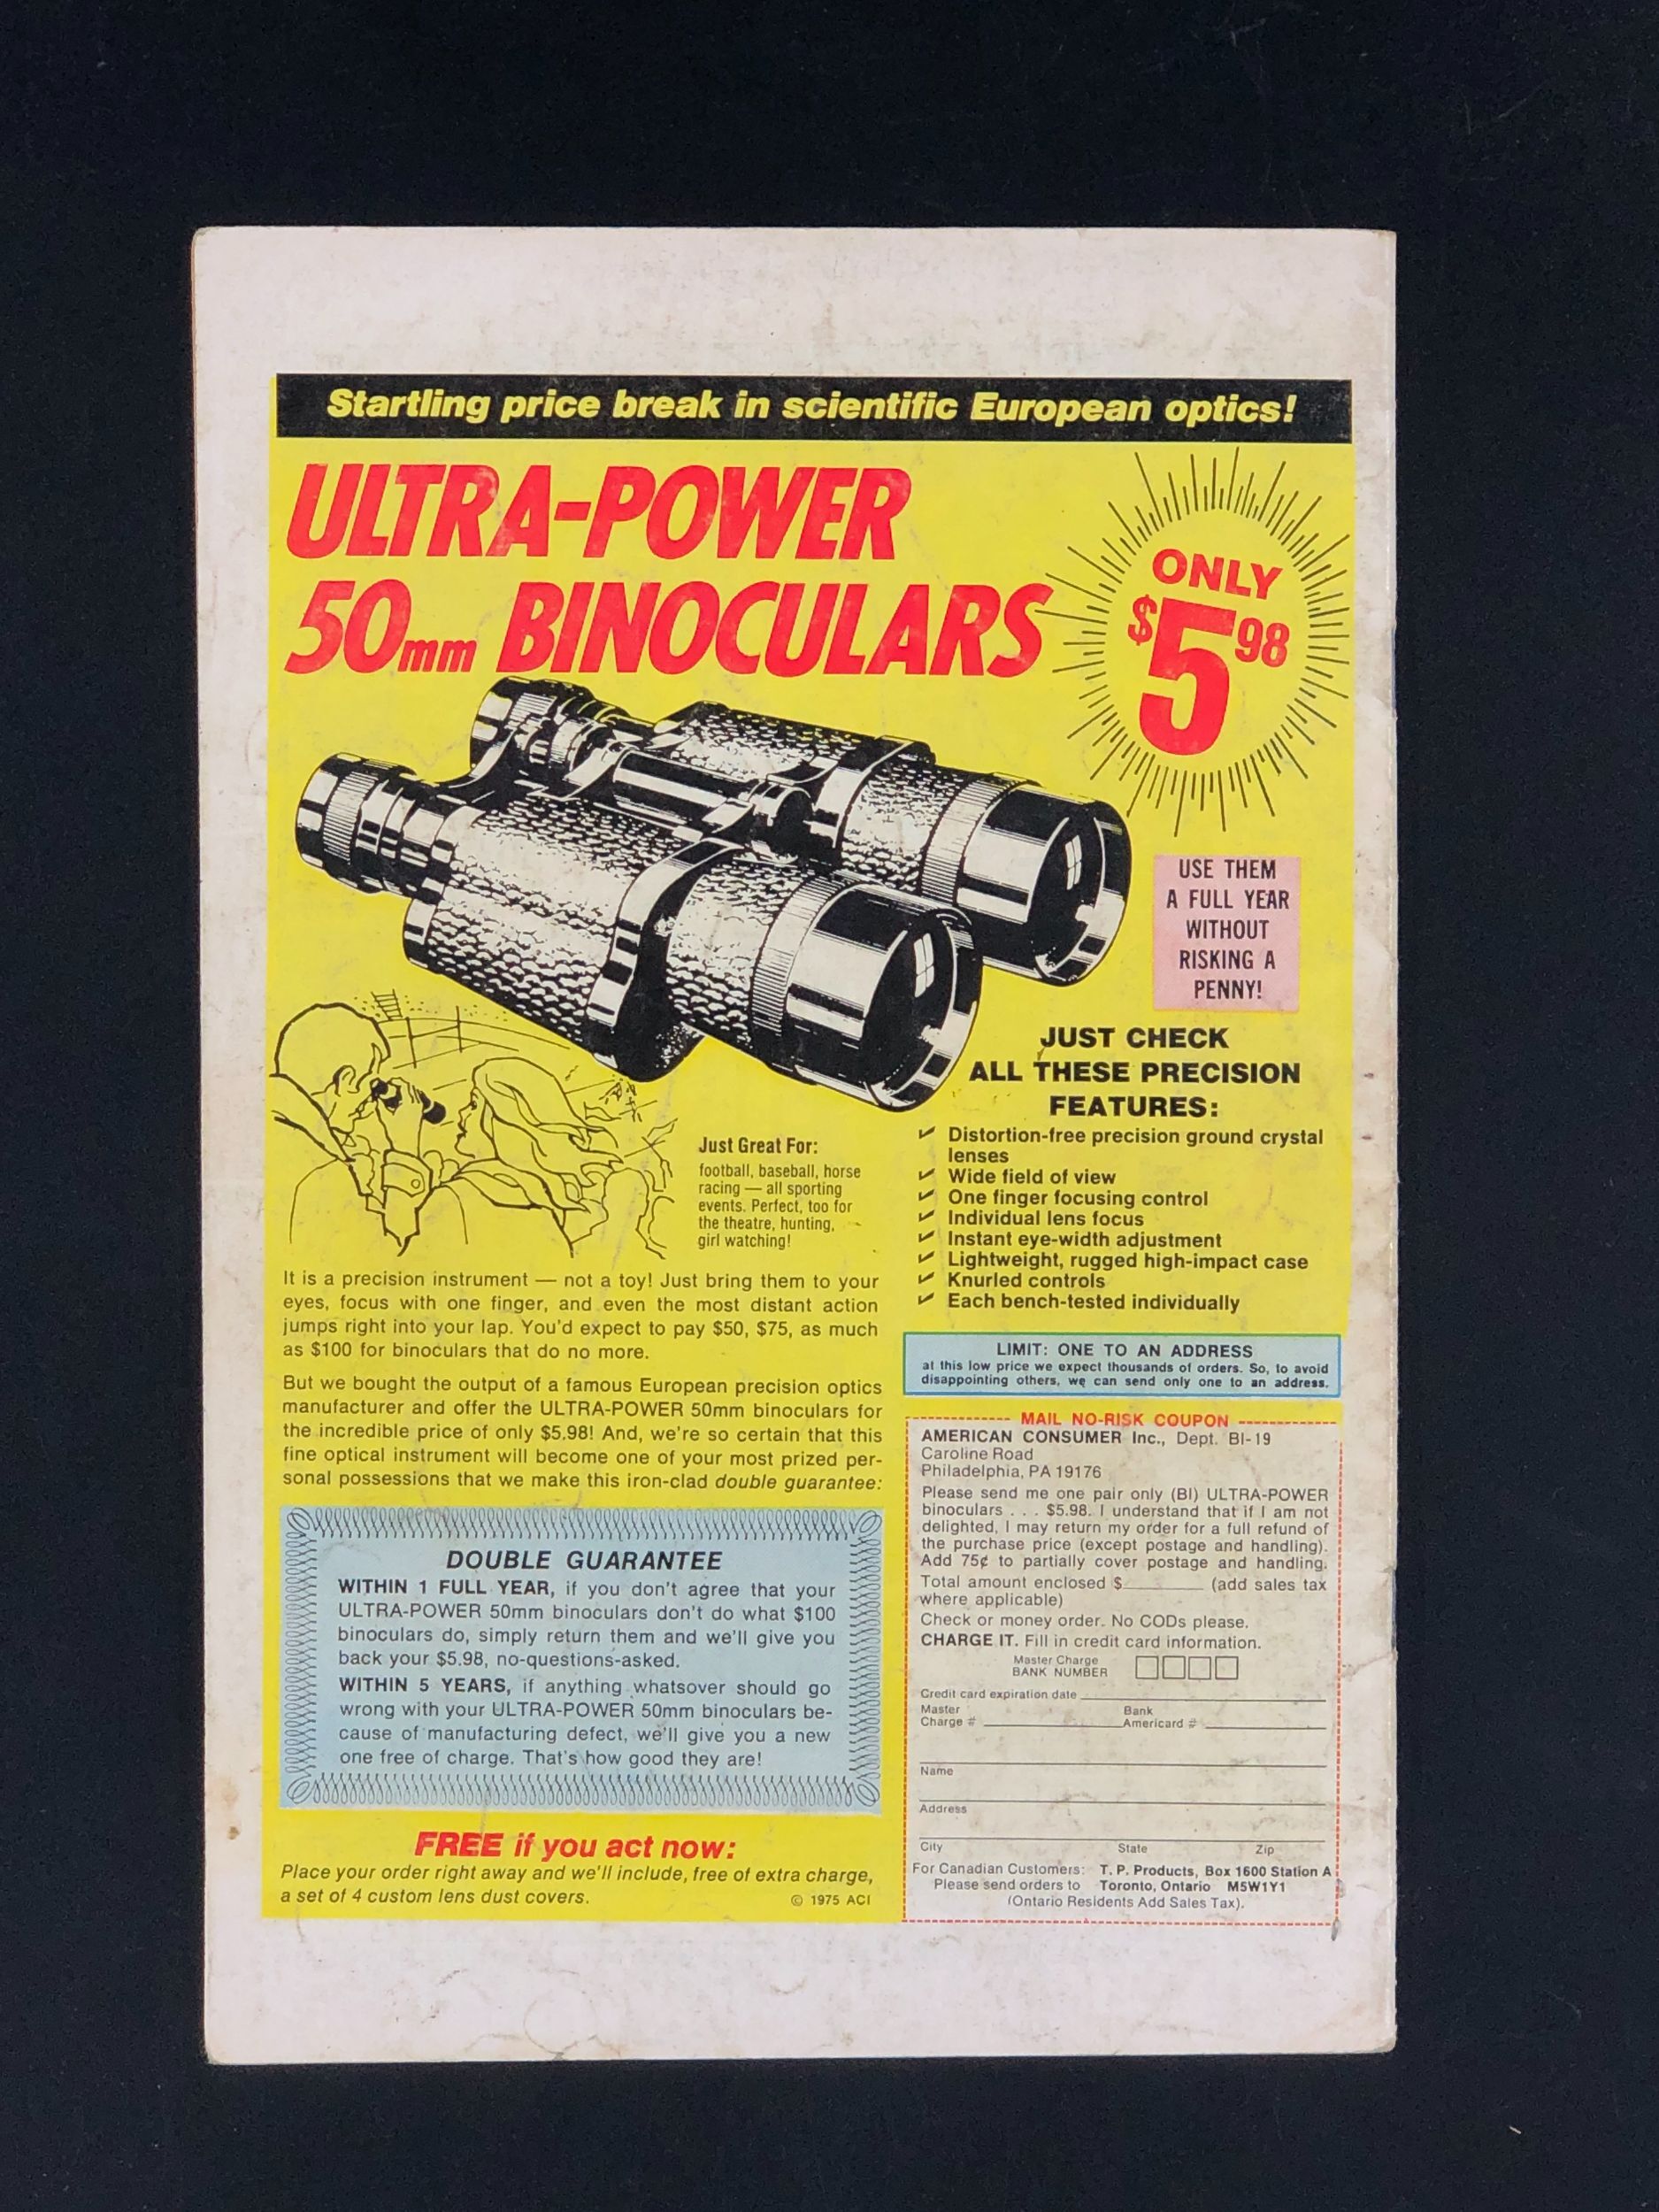 Startling price break in scientific European optics!
ULTRA-POWER
50mm BINOCULARS
ONLY
$5 98
USE THEM
A FULL YEAR
WITHOUT
RISKING A
PENNY!
JUST CHECK
ALL THESE PRECISION
FEATURES:
✓ Distortion-free precision ground crystal
lenses
✓ Wide field of view
✓ One finger focusing control
✓ Individual lens focus
✓ Instant eye-width adjustment
✓ Lightweight, rugged high-impact case
✓ Knurled controls
✓ Each bench-tested individually
Just Great For:
football, baseball, horse
racing — all sporting
events. Perfect, too for
the theatre, hunting,
girl watching!
It is a precision instrument — not a toy! Just bring them to your
eyes, focus with one finger, and even the most distant action
jumps right into your lap. You'd expect to pay $50, $75, as much
as $100 for binoculars that do no more.
But we bought the output of a famous European precision optics
manufacturer and offer the ULTRA-POWER 50mm binoculars for
the incredible price of only $5.98! And, we're so certain that this
fine optical instrument will become one of your most prized per-
sonal possessions that we make this iron-clad double guarantee:
DOUBLE GUARANTEE
WITHIN 1 FULL YEAR, if you don't agree that your
ULTRA-POWER 50mm binoculars don't do what $100
binoculars do, simply return them and we'll give you
back your $5.98, no-questions-asked.
WITHIN 5 YEARS, if anything whatsover should go
wrong with your ULTRA-POWER 50mm binoculars be-
cause of manufacturing defect, we'll give you a new
one free of charge. That's how good they are!
FREE if you act now:
Place your order right away and we'll include, free of extra charge,
a set of 4 custom lens dust covers.
© 1975 ACI
LIMIT: ONE TO AN ADDRESS
at this low price we expect thousands of orders. So, to avoid
disappointing others, we can send only one to an address.
MAIL NO-RISK COUPON
AMERICAN CONSUMER Inc., Dept. BI-19
Caroline Road
Philadelphia, PA 19176
Please send me one pair only (BI) ULTRA-POWER
binoculars . . . $5.98. I understand that if I am not
delighted, I may return my order for a full refund of
the purchase price (except postage and handling).
Add 75¢ to partially cover postage and handling.
Total amount enclosed $________ (add sales tax
where applicable)
Check or money order. No CODs please.
CHARGE IT. Fill in credit card information.
Master Charge
BANK NUMBER
Credit card expiration date
Master Bank
Charge # Americard #
Name
Address
City State Zip
For Canadian Customers: T. P. Products, Box 1600 Station A
Please send orders to Toronto, Ontario M5W1Y1
(Ontario Residents Add Sales Tax).